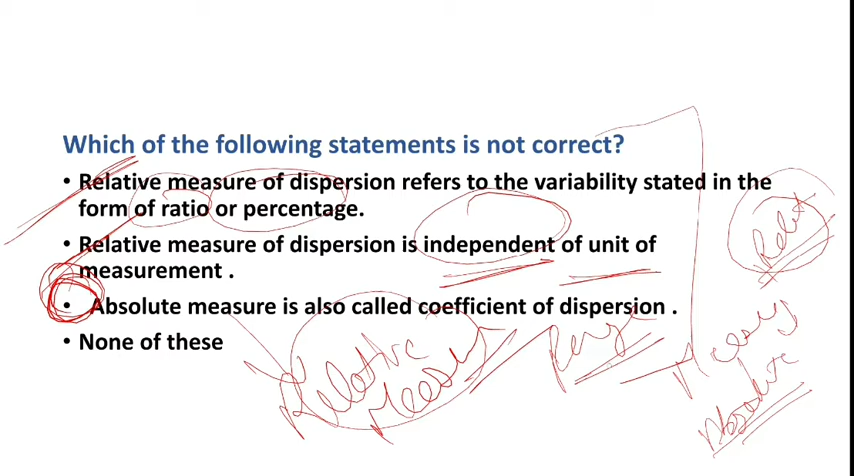 Which of the following statements is not correct?
• Relative measure of dispersion refers to the variability stated in the
form of ratio or percentage.
• Relative measure of dispersion is independent of unit of
measurement .
• Absolute measure is also called coefficient of dispersion .
• None of these
Relative
Absolute